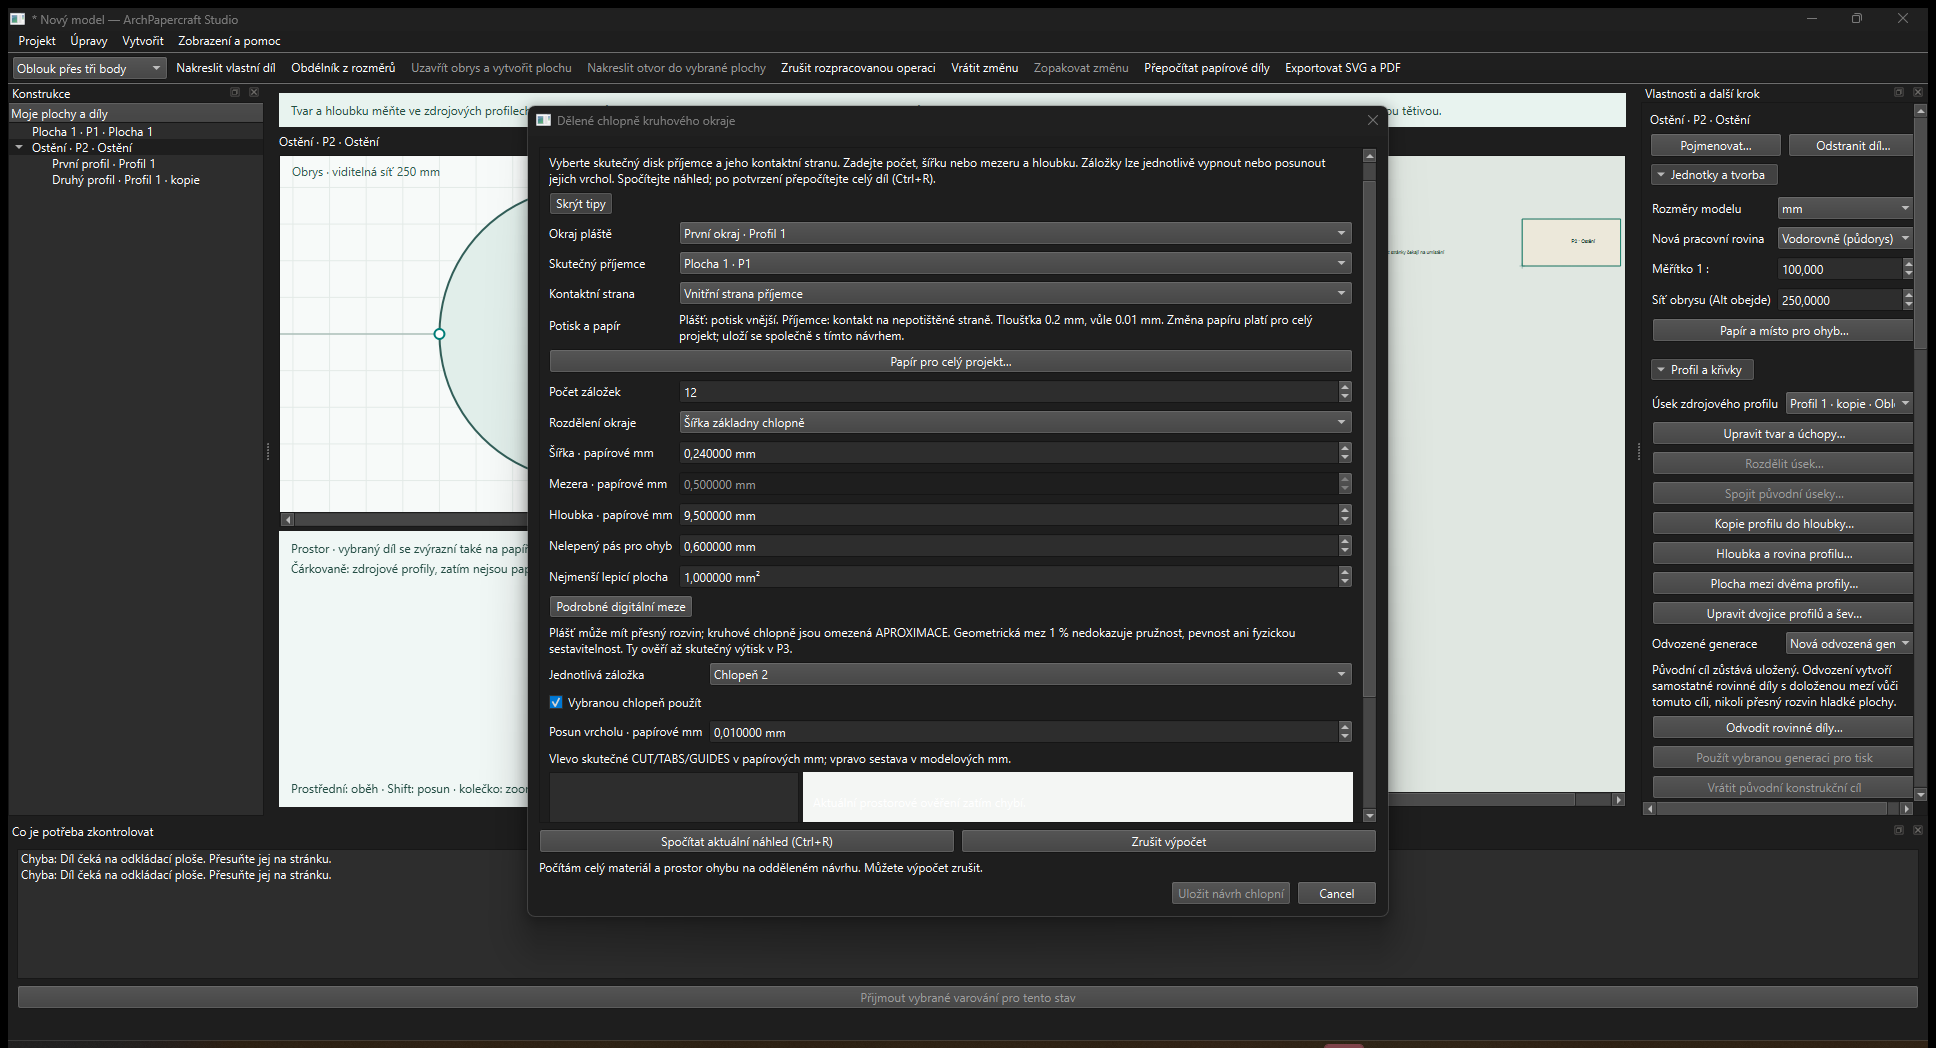 * Nový model — ArchPapercraft Studio
Projekt Úpravy Vytvořit Zobrazení a pomoc
Oblouk přes tři body Nakreslit vlastní díl Obdélník z rozměrů Uzavřít obrys a vytvořit plochu Nakreslit otvor do vybrané plochy Zrušit rozpracovanou operaci Vrátit změnu Zopakovat změnu Přepočítat papírové díly Exportovat SVG a PDF
Konstrukce
Moje plochy a díly
Plocha 1 · P1 · Plocha 1
Ostění · P2 · Ostění
První profil · Profil 1
Druhý profil · Profil 1 · kopie
Tvar a hloubku měňte ve zdrojových profilech
ou tětivou.
Ostění · P2 · Ostění
Obrys · viditelná síť 250 mm
Prostor · vybraný díl se zvýrazní také na papíř
Čárkovaně: zdrojové profily, zatím nejsou pap
Prostřední: oběh · Shift: posun · kolečko: zoom
P2 · Ostění
Dělené chlopně kruhového okraje
Vyberte skutečný disk příjemce a jeho kontaktní stranu. Zadejte počet, šířku nebo mezeru a hloubku. Záložky lze jednotlivě vypnout nebo posunout
jejich vrchol. Spočítejte náhled; po potvrzení přepočítejte celý díl (Ctrl+R).
Skrýt tipy
Okraj pláště První okraj · Profil 1
Skutečný příjemce Plocha 1 · P1
Kontaktní strana Vnitřní strana příjemce
Potisk a papír Plášť: potisk vnější. Příjemce: kontakt na nepotištěné straně. Tloušťka 0.2 mm, vůle 0.01 mm. Změna papíru platí pro celý
projekt; uloží se společně s tímto návrhem.
Papír pro celý projekt...
Počet záložek 12
Rozdělení okraje Šířka základny chlopně
Šířka · papírové mm 0,240000 mm
Mezera · papírové mm 0,500000 mm
Hloubka · papírové mm 9,500000 mm
Nelepený pás pro ohyb 0,600000 mm
Nejmenší lepicí plocha 1,000000 mm²
Podrobné digitální meze
Plášť může mít přesný rozvin; kruhové chlopně jsou omezená APROXIMACE. Geometrická mez 1 % nedokazuje pružnost, pevnost ani fyzickou
sestavitelnost. Ty ověří až skutečný výtisk v P3.
Jednotlivá záložka Chlopeň 2
Vybranou chlopeň použít
Posun vrcholu · papírové mm 0,010000 mm
Vlevo skutečné CUT/TABS/GUIDES v papírových mm; vpravo sestava v modelových mm.
Spočítat aktuální náhled (Ctrl+R) Zrušit výpočet
Počítám celý materiál a prostor ohybu na odděleném návrhu. Můžete výpočet zrušit.
Uložit návrh chlopní Cancel
Vlastnosti a další krok
Ostění · P2 · Ostění
Pojmenovat... Odstranit díl...
Jednotky a tvorba
Rozměry modelu mm
Nová pracovní rovina Vodorovně (půdorys)
Měřítko 1 : 100,000
Síť obrysu (Alt obejde) 250,0000
Papír a místo pro ohyb...
Profil a křivky
Úsek zdrojového profilu Profil 1 · kopie · Obl
Upravit tvar a úchopy...
Rozdělit úsek...
Spojit původní úseky...
Kopie profilu do hloubky...
Hloubka a rovina profilu...
Plocha mezi dvěma profily...
Upravit dvojice profilů a šev...
Odvozené generace Nová odvozená gen
Původní cíl zůstává uložený. Odvození vytvoří
samostatné rovinné díly s doloženou mezí vůči
tomuto cíli, nikoli přesný rozvin hladké plochy.
Odvodit rovinné díly...
Použít vybranou generaci pro tisk
Vrátit původní konstrukční cíl
Co je potřeba zkontrolovat
Chyba: Díl čeká na odkládací ploše. Přesuňte jej na stránku.
Chyba: Díl čeká na odkládací ploše. Přesuňte jej na stránku.
Přijmout vybrané varování pro tento stav